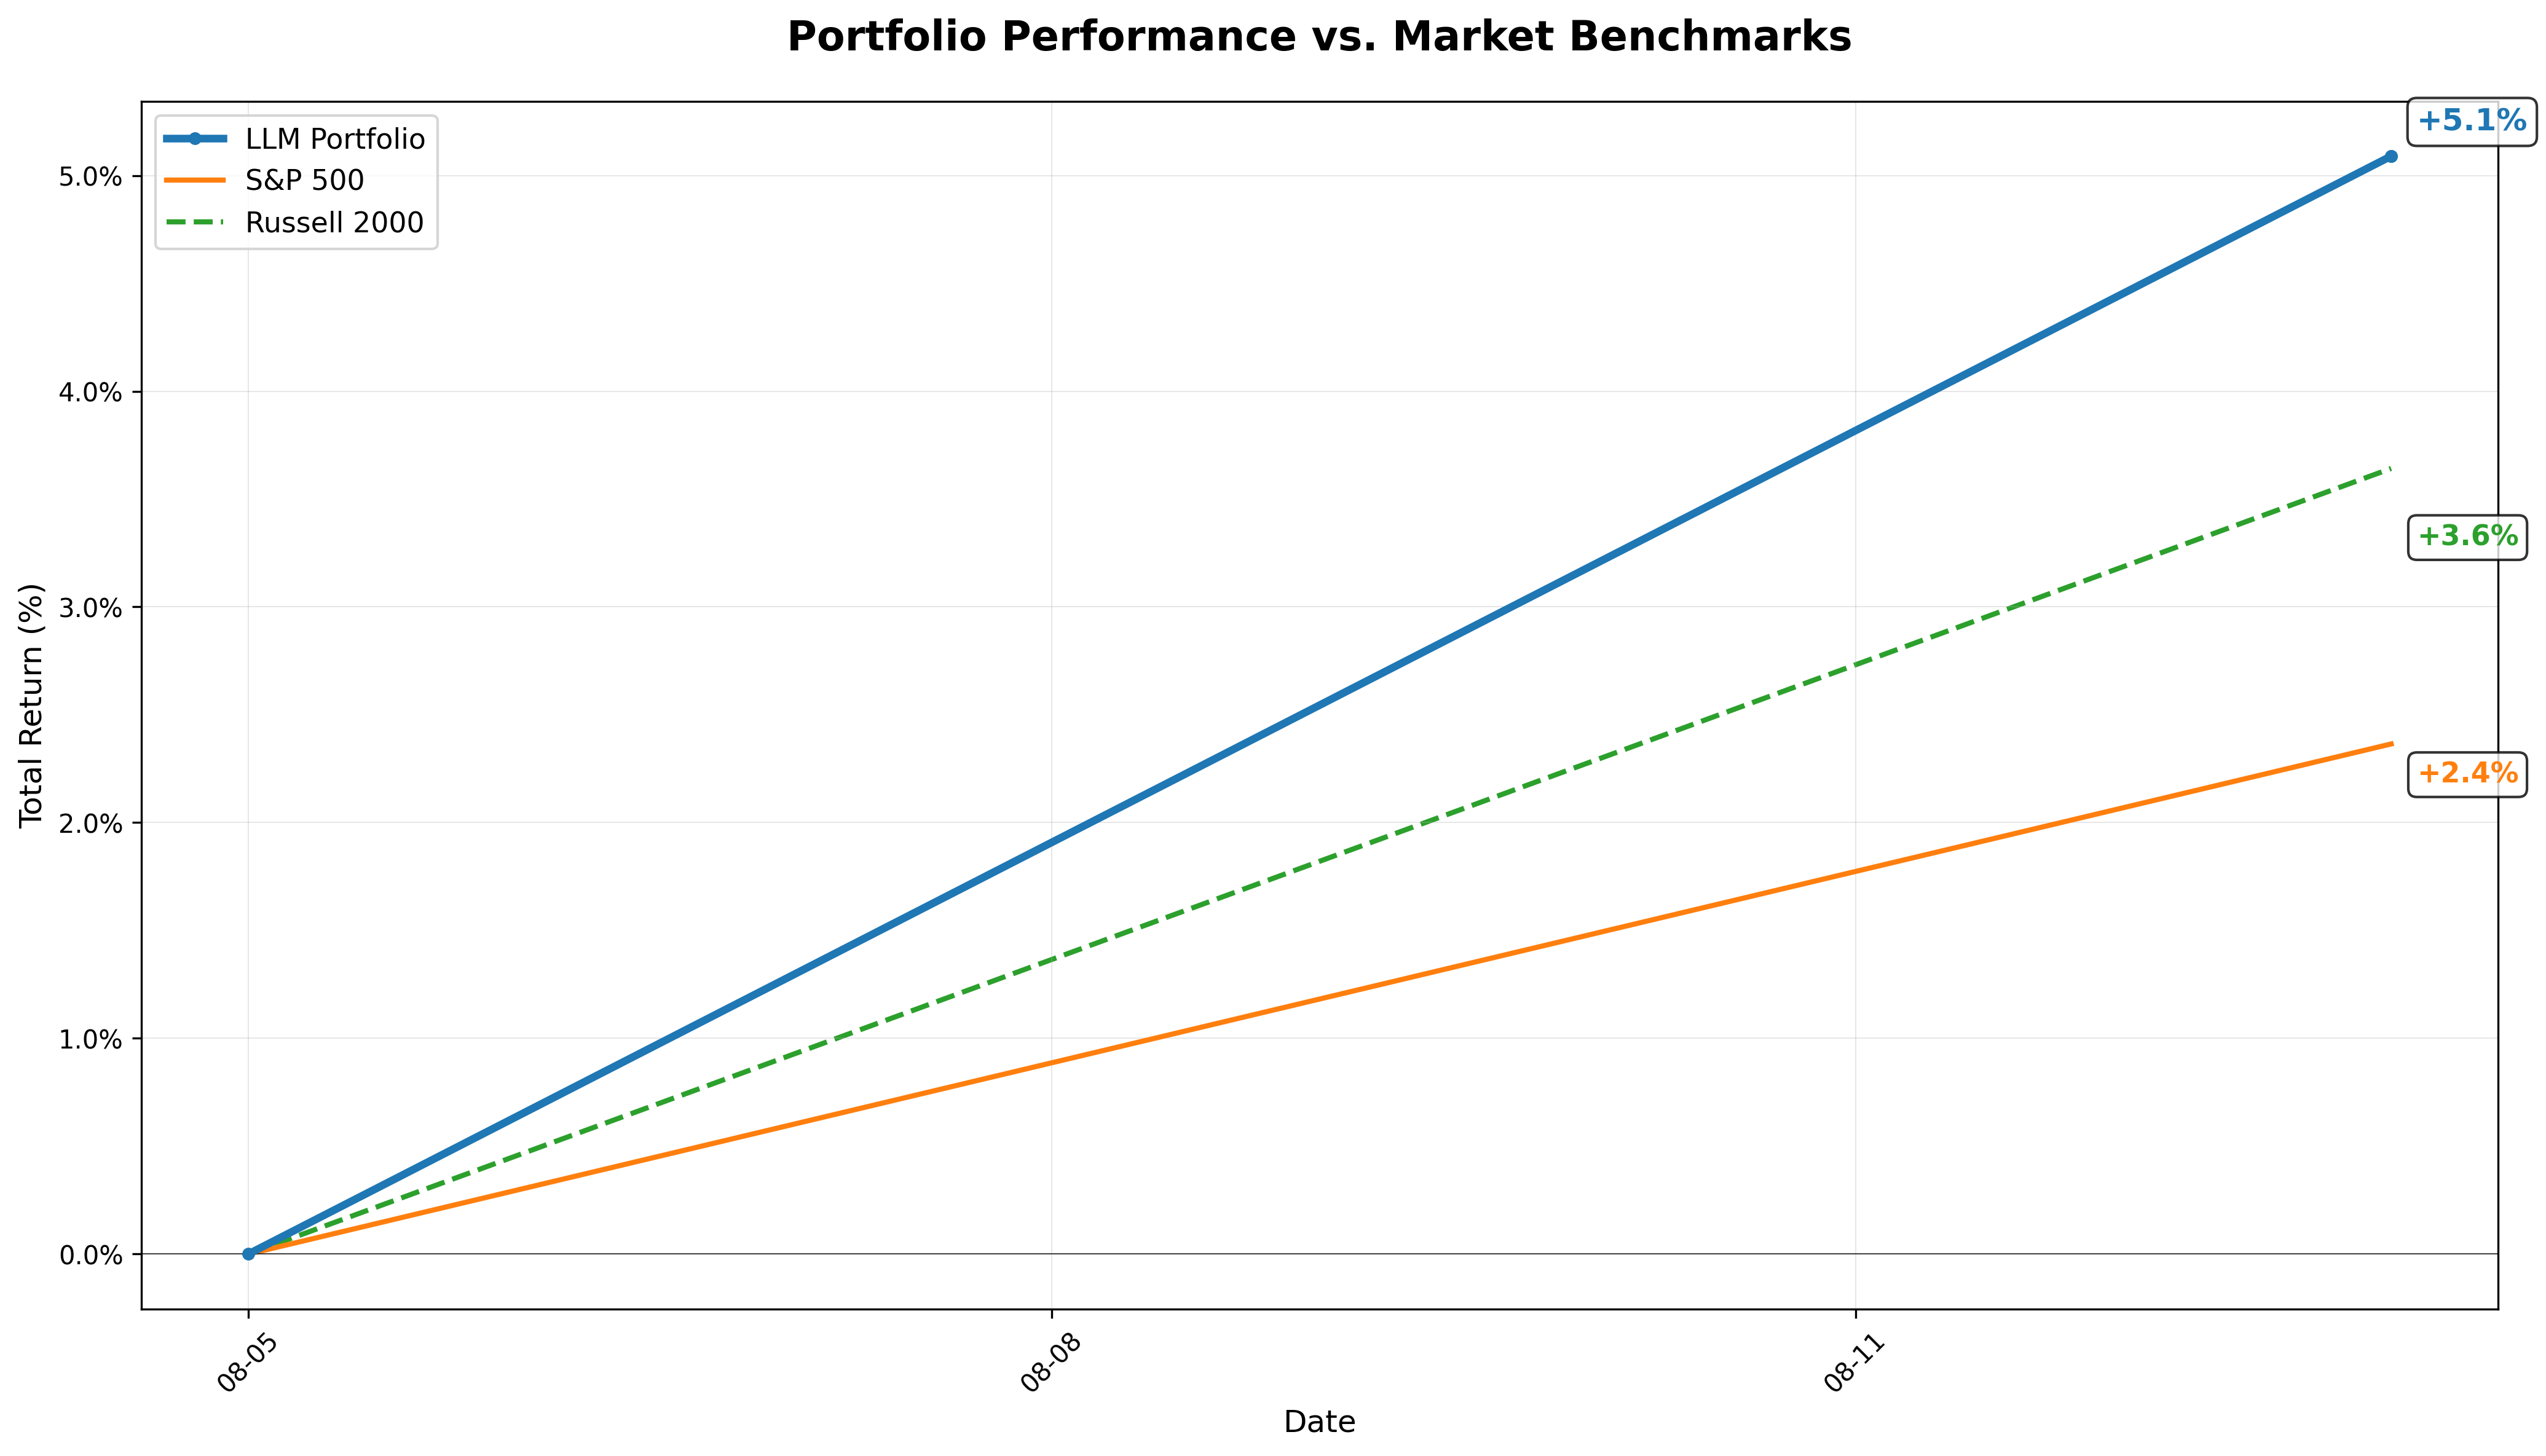 Portfolio Performance vs. Market Benchmarks
LLM Portfolio
S&P 500
Russell 2000
+5.1%
+3.6%
+2.4%
Total Return (%)
5.0%
4.0%
3.0%
2.0%
1.0%
0.0%
08-05
08-08
08-11
Date